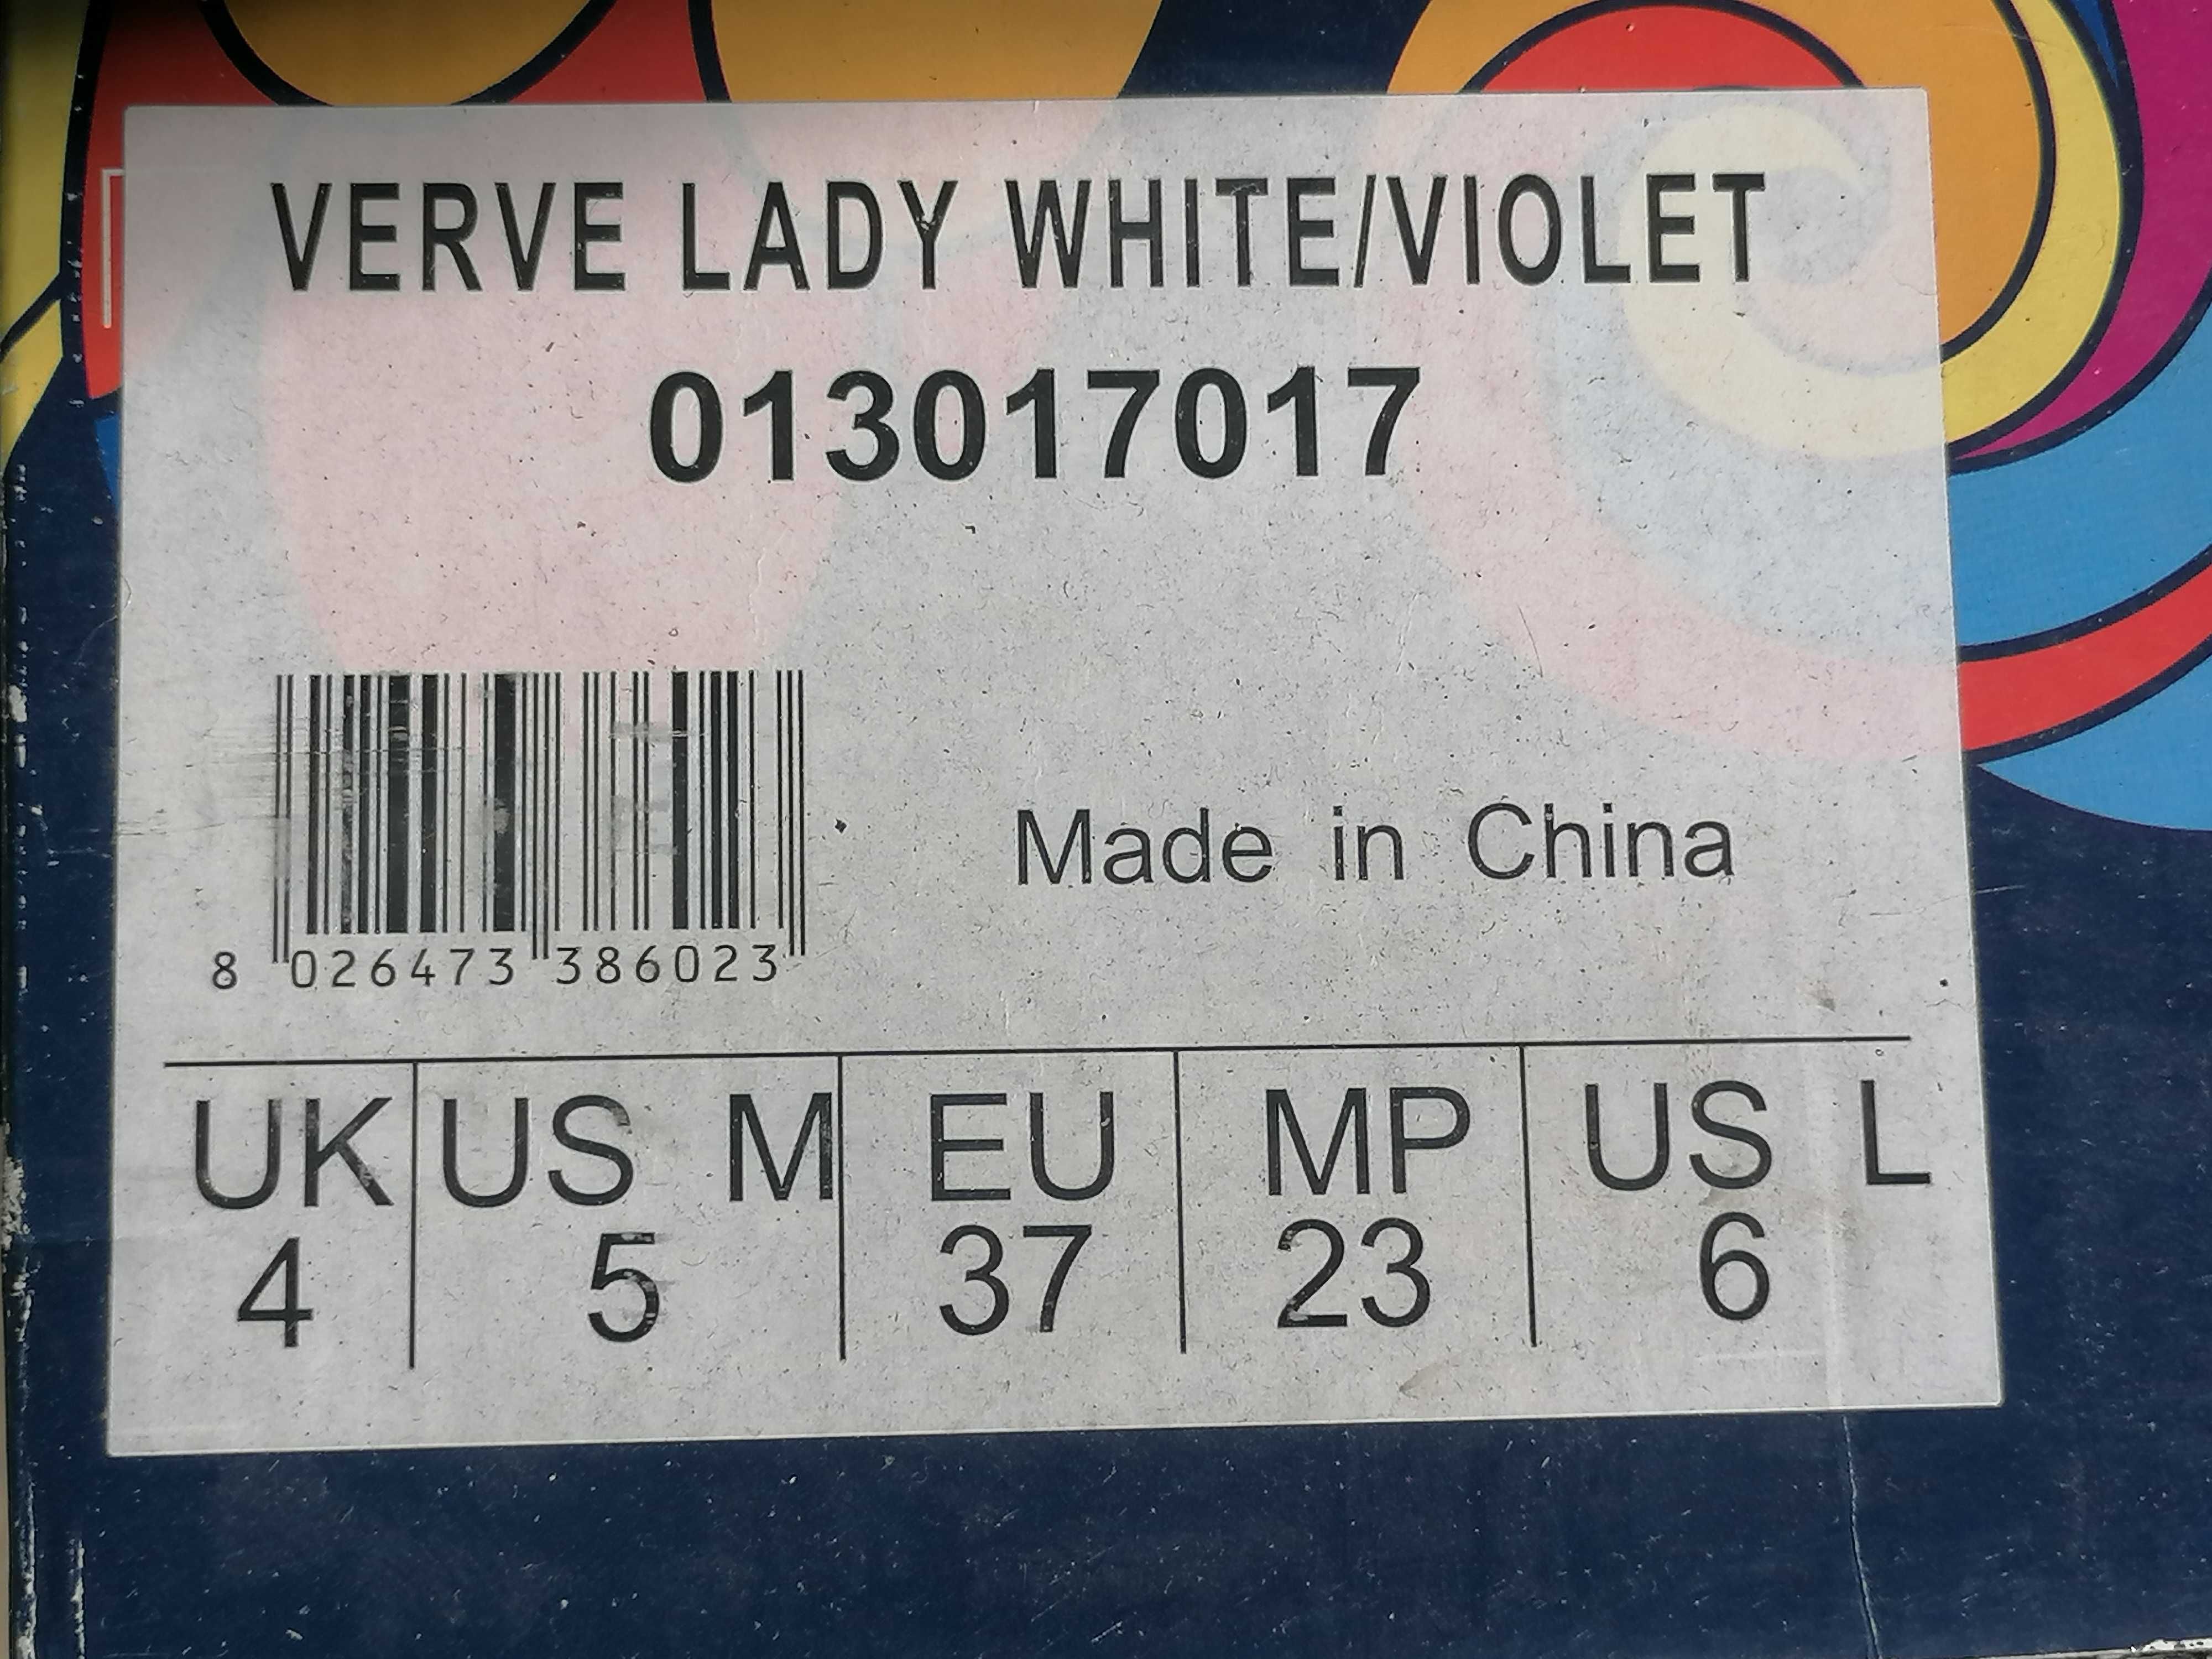 VERVE LADY WHITE/VIOLET
013017017
Made in China
8 026473 386023
UK US M EU MP US L
4 5 37 23 6